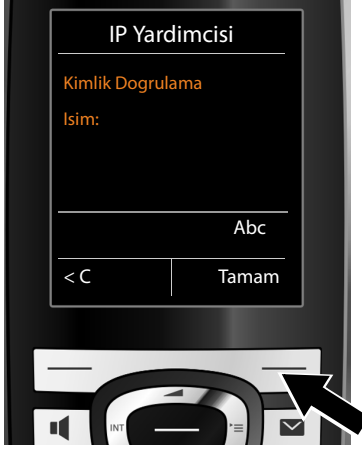 IP Yardimcisi
Kimlik Dogrulama
Isim:
Abc
< C
Tamam
INT